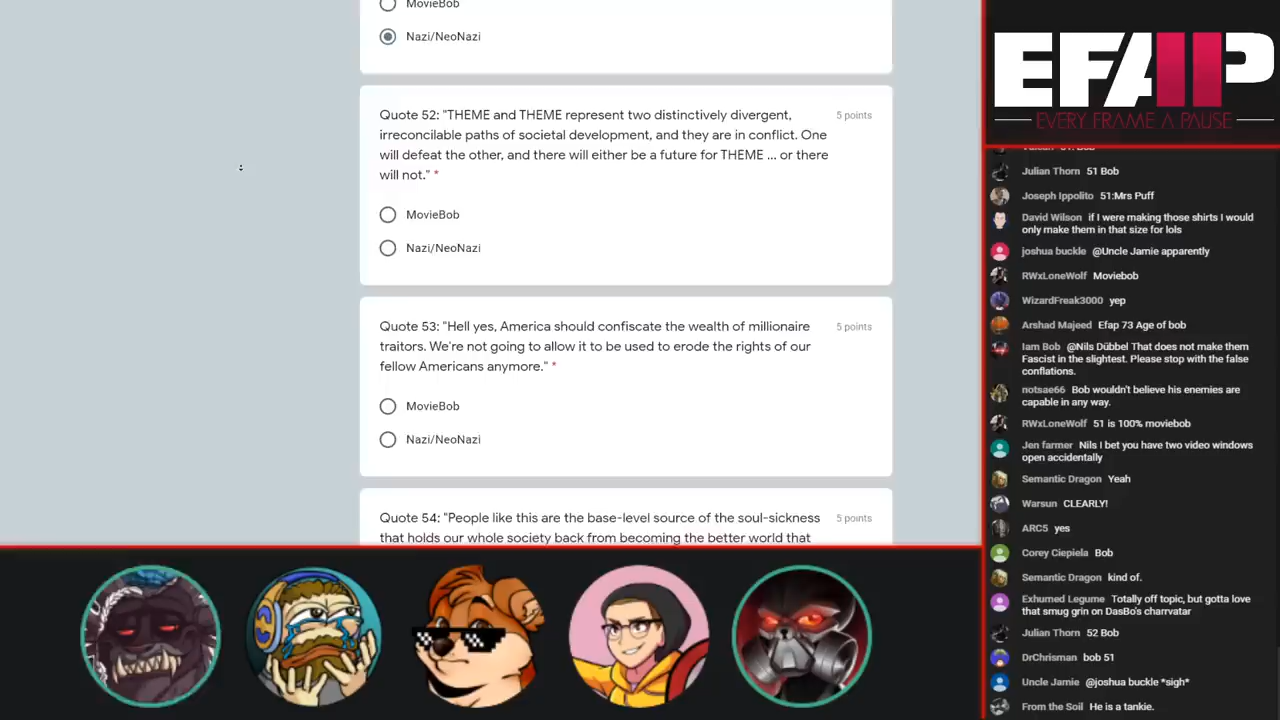 MovieBob
Nazi/NeoNazi
Quote 52: "THEME and THEME represent two distinctively divergent,
irreconcilable paths of societal development, and they are in conflict. One
will defeat the other, and there will either be a future for THEME ... or there
will not." *
5 points
MovieBob
Nazi/NeoNazi
Quote 53: "Hell yes, America should confiscate the wealth of millionaire
traitors. We're not going to allow it to be used to erode the rights of our
fellow Americans anymore." *
5 points
MovieBob
Nazi/NeoNazi
Quote 54: "People like this are the base-level source of the soul-sickness
that holds our whole society back from becoming the better world that
5 points
EFAP
EVERY FRAME A PAUSE
Julian Thorn 51 Bob
Joseph Ippolito 51:Mrs Puff
David Wilson if I were making those shirts I would
only make them in that size for lols
joshua buckle @Uncle Jamie apparently
RWxLoneWolf Moviebob
WizardFreak3000 yep
Arshad Majeed Efap 73 Age of bob
Iam Bob @Nils Dübbel That does not make them
Fascist in the slightest. Please stop with the false
conflations.
notsae66 Bob wouldn't believe his enemies are
capable in any way.
RWxLoneWolf 51 is 100% moviebob
Jen farmer Nils I bet you have two video windows
open accidentally
Semantic Dragon Yeah
Warsun CLEARLY!
ARC5 yes
Corey Ciepiela Bob
Semantic Dragon kind of.
Exhumed Legume Totally off topic, but gotta love
that smug grin on DasBo's charrvatar
Julian Thorn 52 Bob
DrChrisman bob 51
Uncle Jamie @joshua buckle *sigh*
From the Soil He is a tankie.